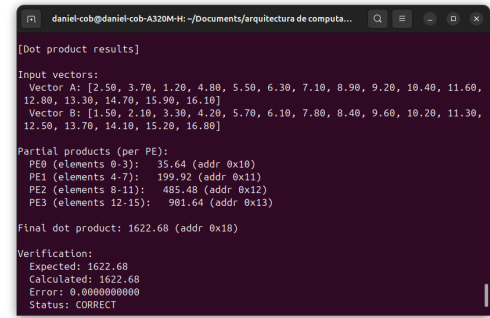 daniel-cob@daniel-cob-A320M-H: ~/Documents/arquitectura de computa...
[Dot product results]
Input vectors:
Vector A: [2.50, 3.70, 1.20, 4.80, 5.50, 6.30, 7.10, 8.90, 9.20, 10.40, 11.60,
12.80, 13.30, 14.70, 15.90, 16.10]
Vector B: [1.50, 2.10, 3.30, 4.20, 5.70, 6.10, 7.80, 8.40, 9.60, 10.20, 11.30,
12.50, 13.70, 14.10, 15.20, 16.80]
Partial products (per PE):
PE0 (elements 0-3): 35.64 (addr 0x10)
PE1 (elements 4-7): 199.92 (addr 0x11)
PE2 (elements 8-11): 485.48 (addr 0x12)
PE3 (elements 12-15): 901.64 (addr 0x13)
Final dot product: 1622.68 (addr 0x18)
Verification:
Expected: 1622.68
Calculated: 1622.68
Error: 0.0000000000
Status: CORRECT